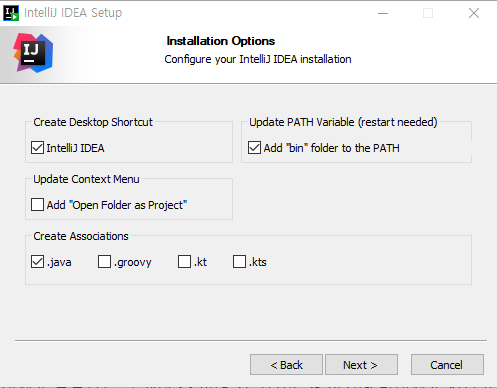 IntelliJ IDEA Setup
IJ
Installation Options
Configure your IntelliJ IDEA installation
Create Desktop Shortcut
IntelliJ IDEA
Update PATH Variable (restart needed)
Add "bin" folder to the PATH
Update Context Menu
Add "Open Folder as Project"
Create Associations
.java .groovy .kt .kts
< Back Next > Cancel